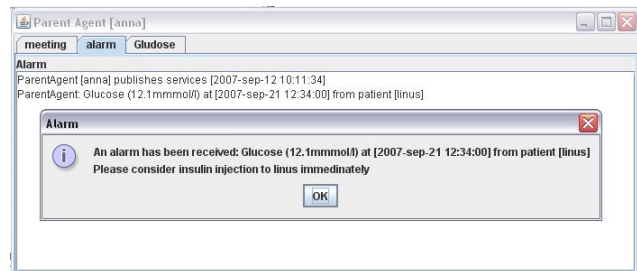 Parent Agent [anna]
meeting alarm Gludose
Alarm
ParentAgent [anna] publishes services [2007-sep-12 10:11:34]
ParentAgent: Glucose (12.1mmmol/l) at [2007-sep-21 12:34:00] from patient [linus]
Alarm
An alarm has been received: Glucose (12.1mmmol/l) at [2007-sep-21 12:34:00] from patient [linus]
Please consider insulin injection to linus immedinately
OK